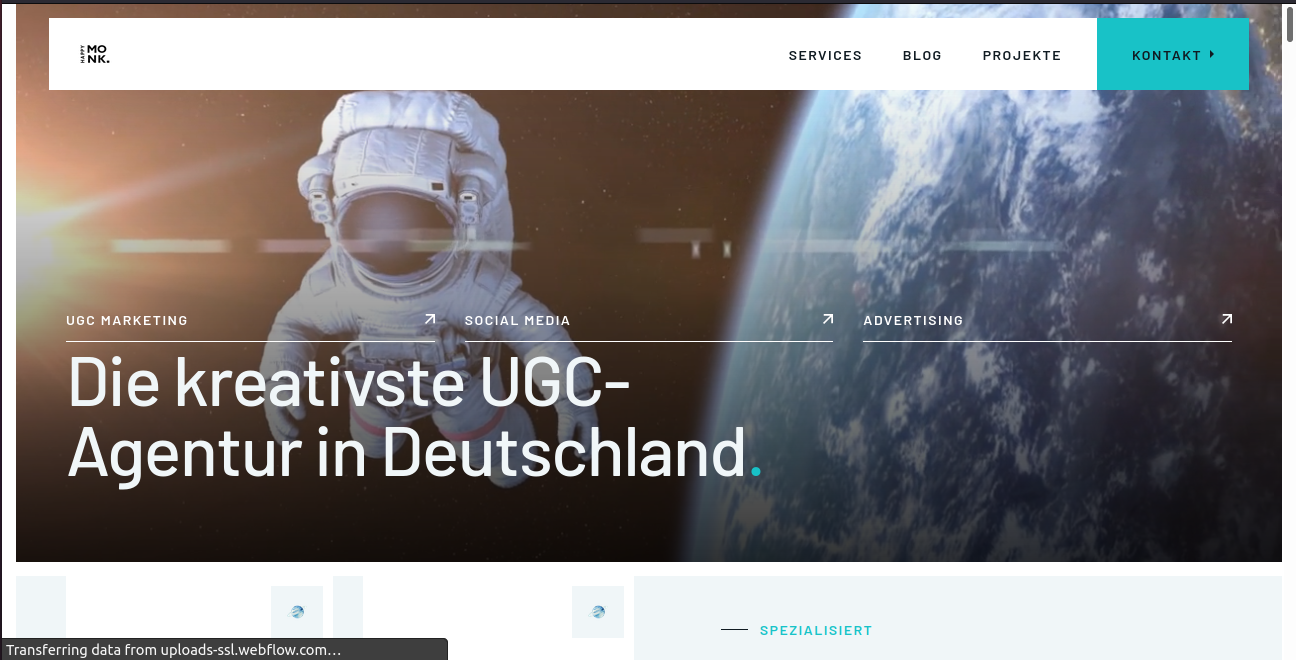 HAPPY
MO
NK.
SERVICES BLOG PROJEKTE KONTAKT
UGC MARKETING SOCIAL MEDIA ADVERTISING
Die kreativste UGC-
Agentur in Deutschland.
SPEZIALISIERT
Transferring data from uploads-ssl.webflow.com…